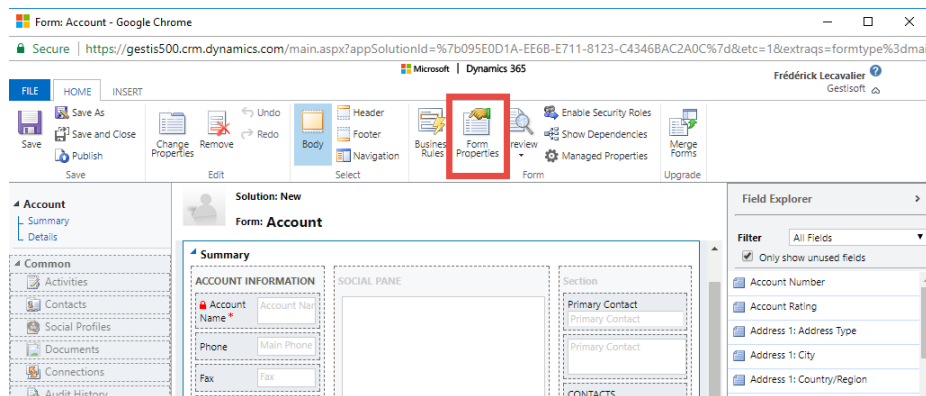 Form: Account - Google Chrome
Secure | https://gestis500.crm.dynamics.com/main.aspx?appSolutionId=%7b095E0D1A-EE6B-E711-8123-C4346BAC2A0C%7d&etc=1&extraqs=formtype%3dmai
Microsoft | Dynamics 365
Frédérick Lecavalier
Gestisoft
FILE HOME INSERT
Save
Save As
Save and Close
Publish
Save
Change Properties
Remove
Undo
Redo
Edit
Body
Header
Footer
Navigation
Select
Busines Rules
Form Properties
review
Enable Security Roles
Show Dependencies
Managed Properties
Form
Merge Forms
Upgrade
Account
Summary
Details
Common
Activities
Contacts
Social Profiles
Documents
Connections
Audit History
Solution: New
Form: Account
Summary
ACCOUNT INFORMATION
Account Name *
Account Nar
Phone
Main Phone
Fax
Fax
SOCIAL PANE
Section
Primary Contact
Primary Contact
Primary Contact
CONTACTS
Field Explorer
Filter All Fields
Only show unused fields
Account Number
Account Rating
Address 1: Address Type
Address 1: City
Address 1: Country/Region